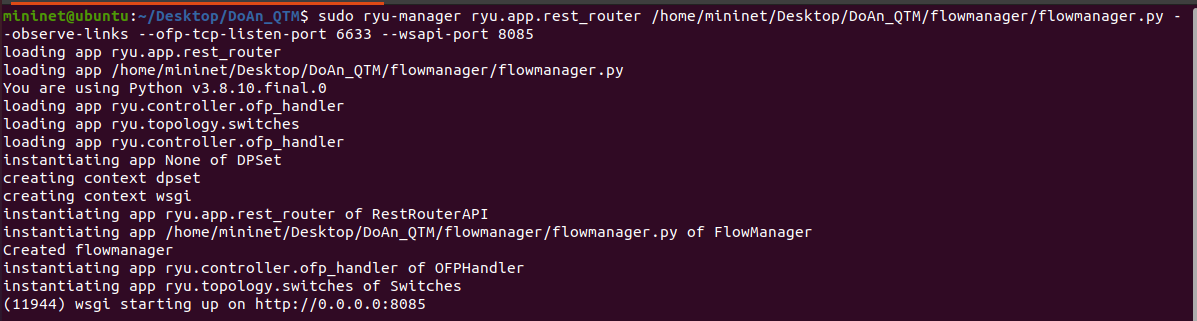 mininet@ubuntu:~/Desktop/DoAn_QTM$ sudo ryu-manager ryu.app.rest_router /home/mininet/Desktop/DoAn_QTM/flowmanager/flowmanager.py -
-observe-links --ofp-tcp-listen-port 6633 --wsapi-port 8085
loading app ryu.app.rest_router
loading app /home/mininet/Desktop/DoAn_QTM/flowmanager/flowmanager.py
You are using Python v3.8.10.final.0
loading app ryu.controller.ofp_handler
loading app ryu.topology.switches
loading app ryu.controller.ofp_handler
instantiating app None of DPSet
creating context dpset
creating context wsgi
instantiating app ryu.app.rest_router of RestRouterAPI
instantiating app /home/mininet/Desktop/DoAn_QTM/flowmanager/flowmanager.py of FlowManager
Created flowmanager
instantiating app ryu.controller.ofp_handler of OFPHandler
instantiating app ryu.topology.switches of Switches
(11944) wsgi starting up on http://0.0.0.0:8085